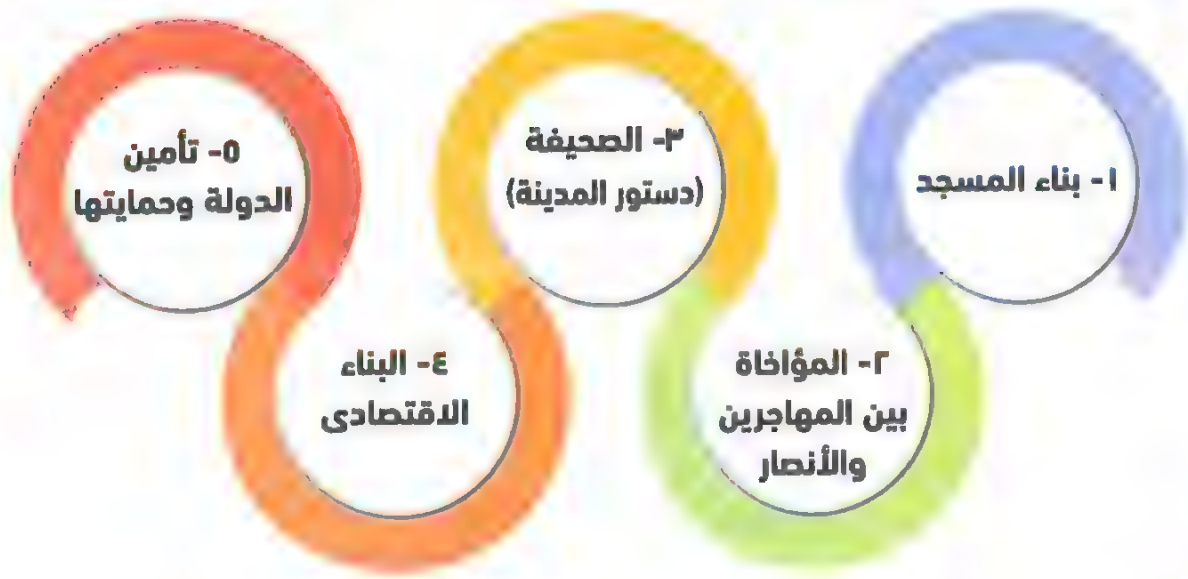 ١- بناء المسجد
٢- المؤاخاة
بين المهاجرين
والأنصار
٣- الصحيفة
(دستور المدينة)
٤- البناء
الاقتصادى
٥- تأمين
الدولة وحمايتها